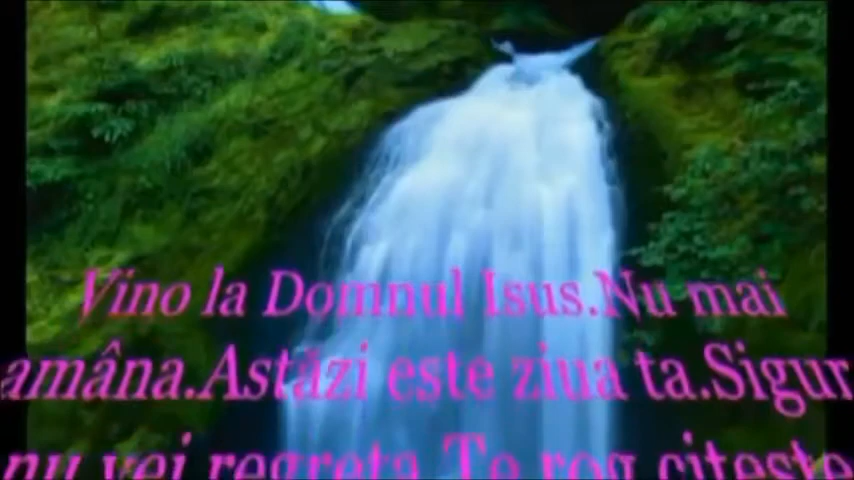 Vino la Domnul Isus.Nu mai
amâna.Astăzi este ziua ta.Sigur
nu vei regreta.Te rog citeste